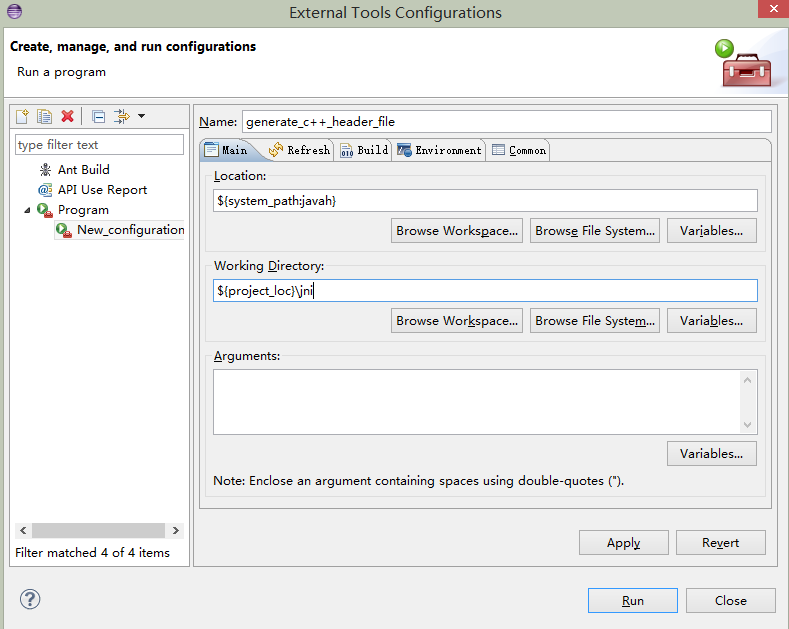 External Tools Configurations
Create, manage, and run configurations
Run a program
type filter text
Ant Build
API Use Report
Program
New_configuration
Filter matched 4 of 4 items
Name: generate_c++_header_file
Main Refresh Build Environment Common
Location:
${system_path:javah}
Browse Workspace... Browse File System... Variables...
Working Directory:
${project_loc}\jni
Browse Workspace... Browse File System... Variables...
Arguments:
Variables...
Note: Enclose an argument containing spaces using double-quotes (").
Apply Revert
Run Close